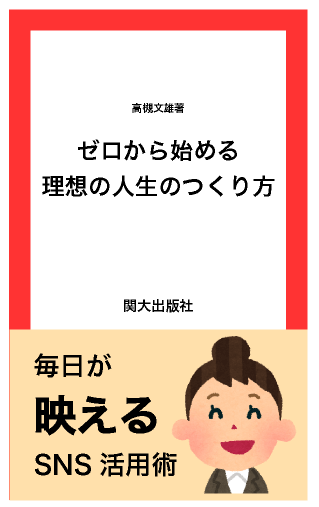 高槻文雄著
ゼロから始める
理想の人生のつくり方
関大出版社
毎日が
映える
SNS 活用術